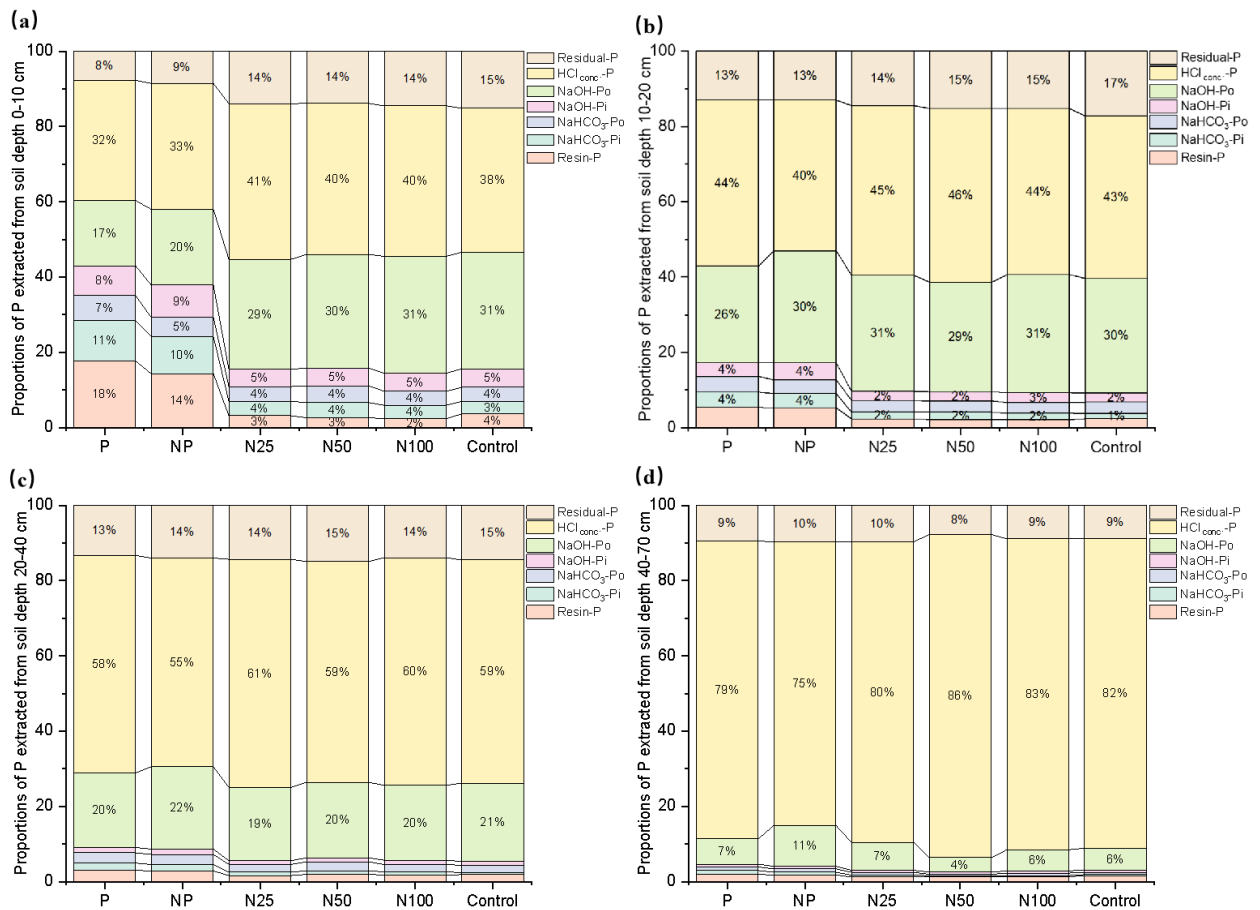 (a)
Proportions of P extracted from soil depth 0-10 cm
100
80
60
40
20
0
8% 9% 14% 14% 14% 15%
32% 33% 41% 40% 40% 38%
17% 20% 29% 30% 31% 31%
8% 9% 5% 5% 5% 5%
7% 5% 4% 4% 4% 4%
11% 10% 4% 4% 4% 3%
18% 14% 3% 3% 2% 4%
P NP N25 N50 N100 Control
Residual-P
HClconc.-P
NaOH-Po
NaOH-Pi
NaHCO3-Po
NaHCO3-Pi
Resin-P
(b)
Proportions of P extracted from soil depth 10-20 cm
100
80
60
40
20
0
13% 13% 14% 15% 15% 17%
44% 40% 45% 46% 44% 43%
26% 30% 31% 29% 31% 30%
4% 4% 2% 2% 3% 2%
4% 4% 2% 2% 2% 1%
P NP N25 N50 N100 Control
Residual-P
HClconc.-P
NaOH-Po
NaOH-Pi
NaHCO3-Po
NaHCO3-Pi
Resin-P
(c)
Proportions of P extracted from soil depth 20-40 cm
100
80
60
40
20
0
13% 14% 14% 15% 14% 15%
58% 55% 61% 59% 60% 59%
20% 22% 19% 20% 20% 21%
P NP N25 N50 N100 Control
Residual-P
HClconc.-P
NaOH-Po
NaOH-Pi
NaHCO3-Po
NaHCO3-Pi
Resin-P
(d)
Proportions of P extracted from soil depth 40-70 cm
100
80
60
40
20
0
9% 10% 10% 8% 9% 9%
79% 75% 80% 86% 83% 82%
7% 11% 7% 4% 6% 6%
P NP N25 N50 N100 Control
Residual-P
HClconc.-P
NaOH-Po
NaOH-Pi
NaHCO3-Po
NaHCO3-Pi
Resin-P